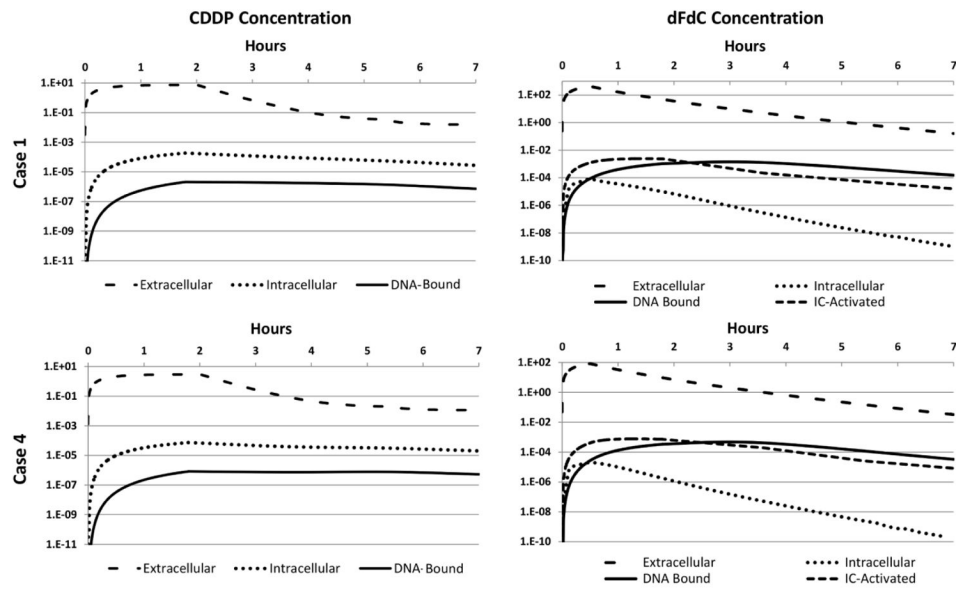 CDDP Concentration
dFdC Concentration
Hours
0 1 2 3 4 5 6 7
1.E+01
1.E-01
1.E-03
1.E-05
1.E-07
1.E-09
1.E-11
Case 1
Extracellular Intracellular DNA-Bound
Hours
0 1 2 3 4 5 6 7
1.E+02
1.E+00
1.E-02
1.E-04
1.E-06
1.E-08
1.E-10
Extracellular Intracellular
DNA Bound IC-Activated
Hours
0 1 2 3 4 5 6 7
1.E+01
1.E-01
1.E-03
1.E-05
1.E-07
1.E-09
1.E-11
Case 4
Extracellular Intracellular DNA-Bound
Hours
0 1 2 3 4 5 6 7
1.E+02
1.E+00
1.E-02
1.E-04
1.E-06
1.E-08
1.E-10
Extracellular Intracellular
DNA Bound IC-Activated